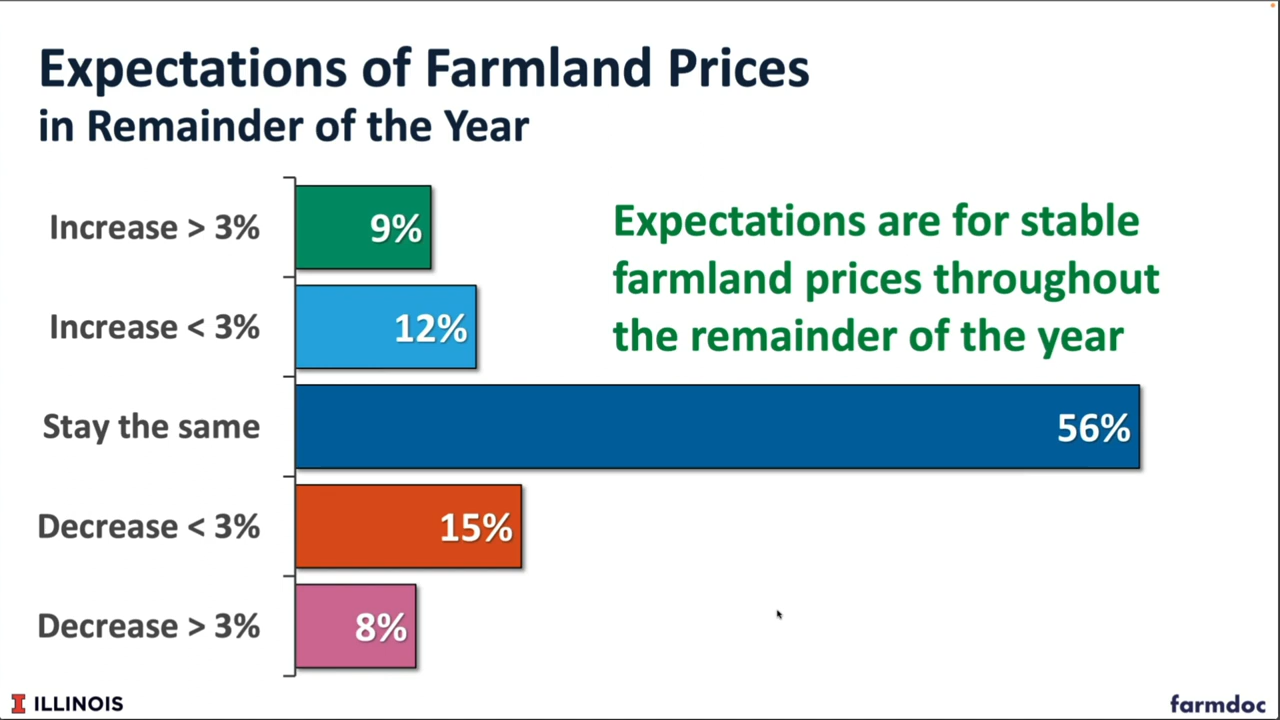 Expectations of Farmland Prices
in Remainder of the Year
Increase > 3%
9%
Increase < 3%
12%
Stay the same
56%
Decrease < 3%
15%
Decrease > 3%
8%
Expectations are for stable
farmland prices throughout
the remainder of the year
I ILLINOIS
farmdoc